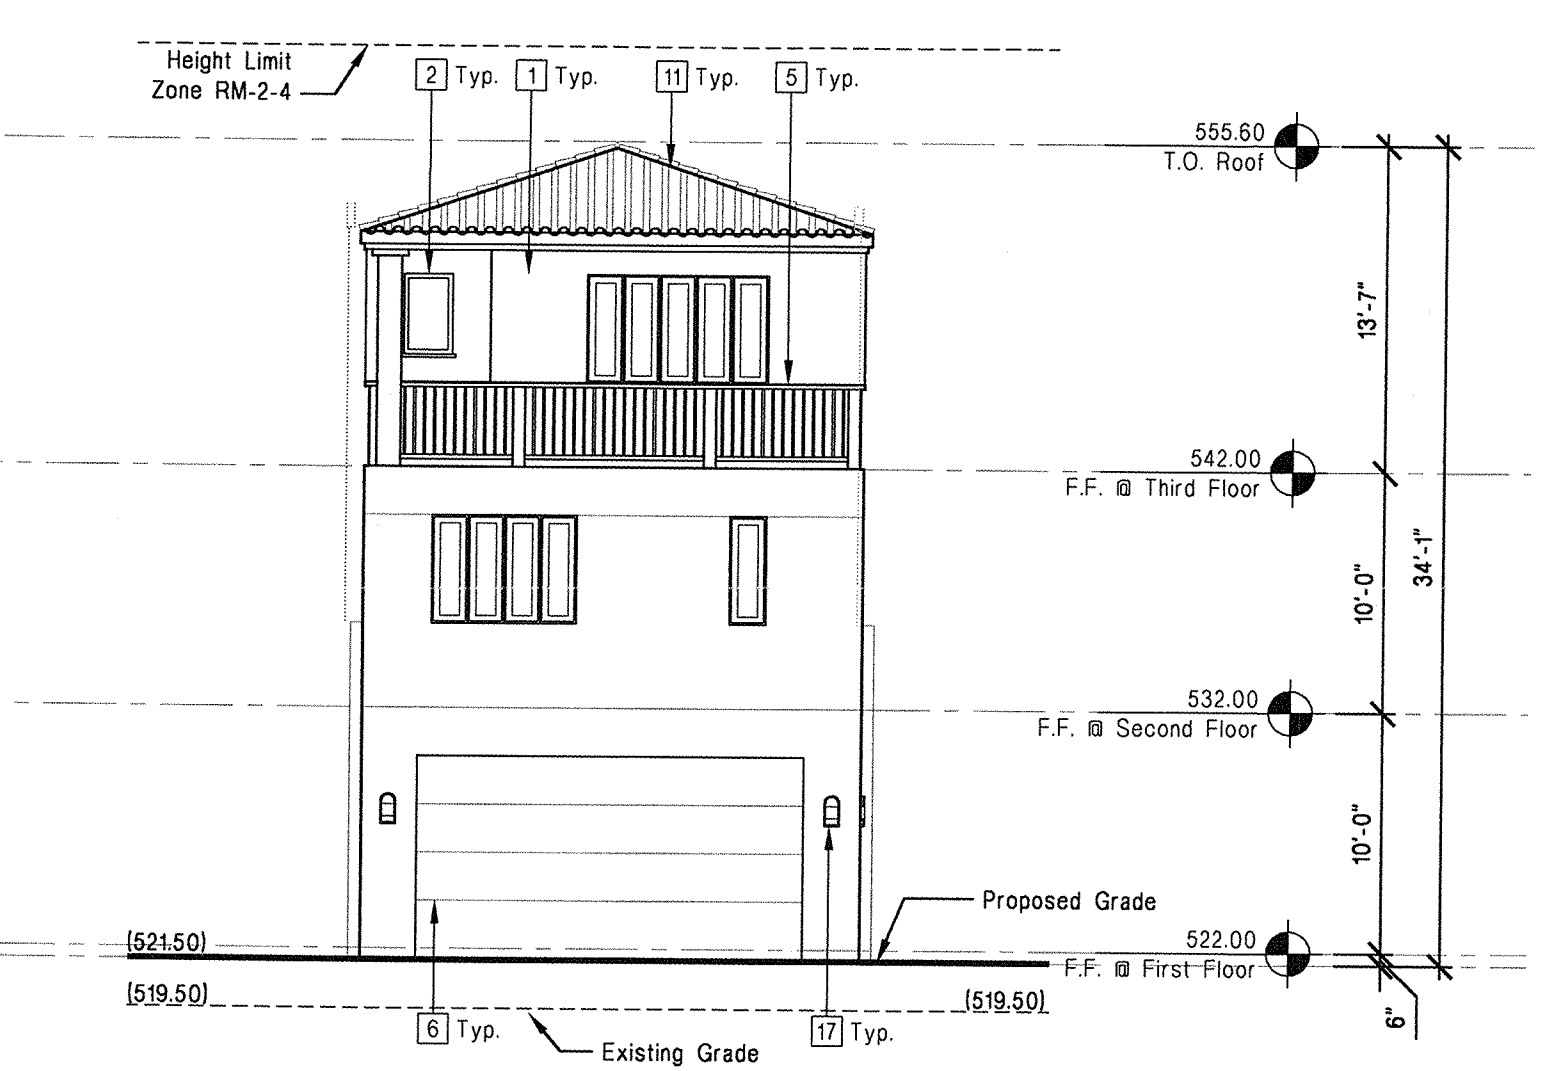 Height Limit
Zone RM-2-4
2 Typ.
1 Typ.
11 Typ.
5 Typ.
555.60
T.O. Roof
13'-7"
542.00
F.F. @ Third Floor
10'-0"
34'-1"
532.00
F.F. @ Second Floor
10'-0"
Proposed Grade
(521.50)
522.00
F.F. @ First Floor
(519.50)
(519.50)
6"
6 Typ.
17 Typ.
Existing Grade